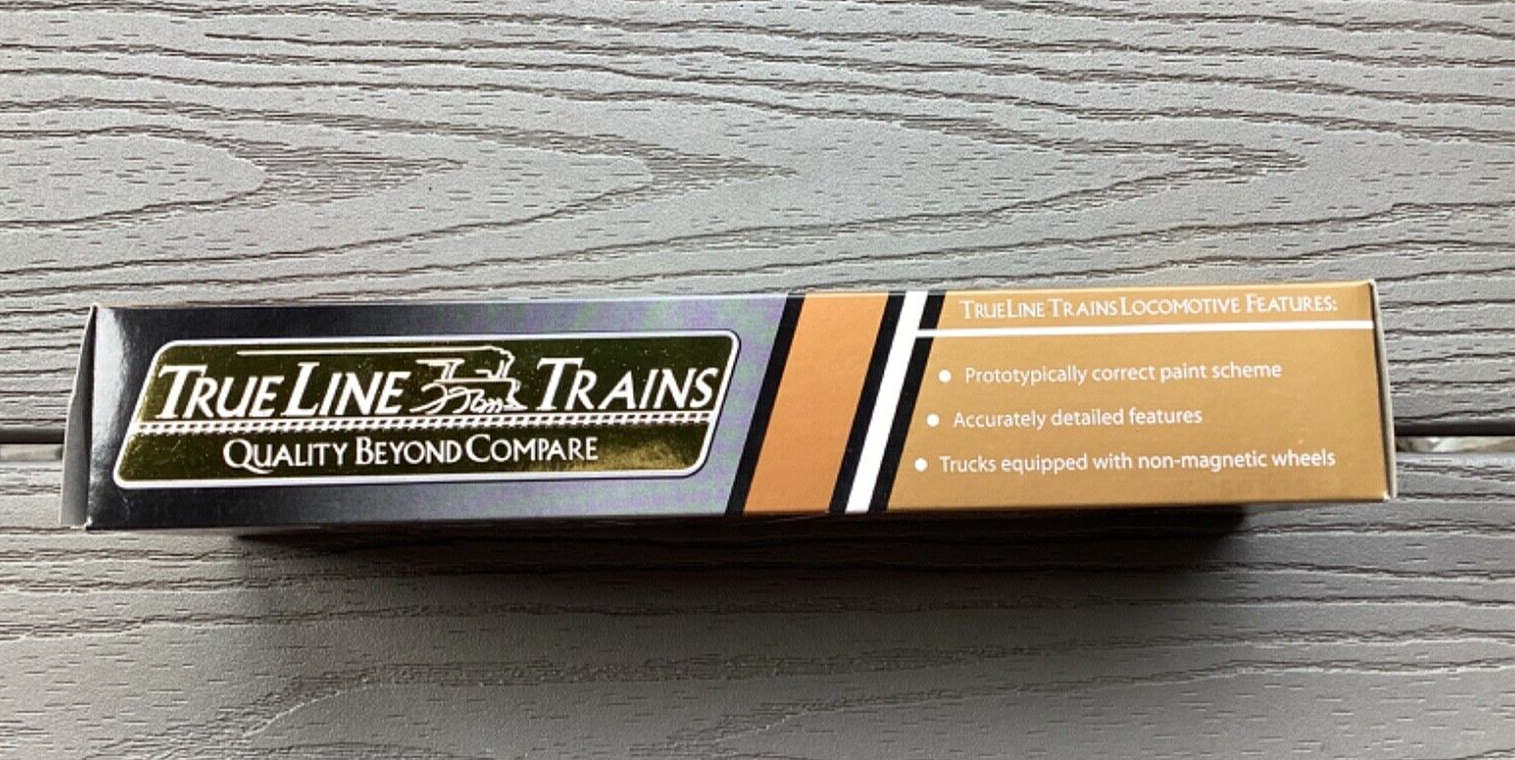 TRUE LINE TRAINS
QUALITY BEYOND COMPARE
TRUELINE TRAINS LOCOMOTIVE FEATURES:
● Prototypically correct paint scheme
● Accurately detailed features
● Trucks equipped with non-magnetic wheels